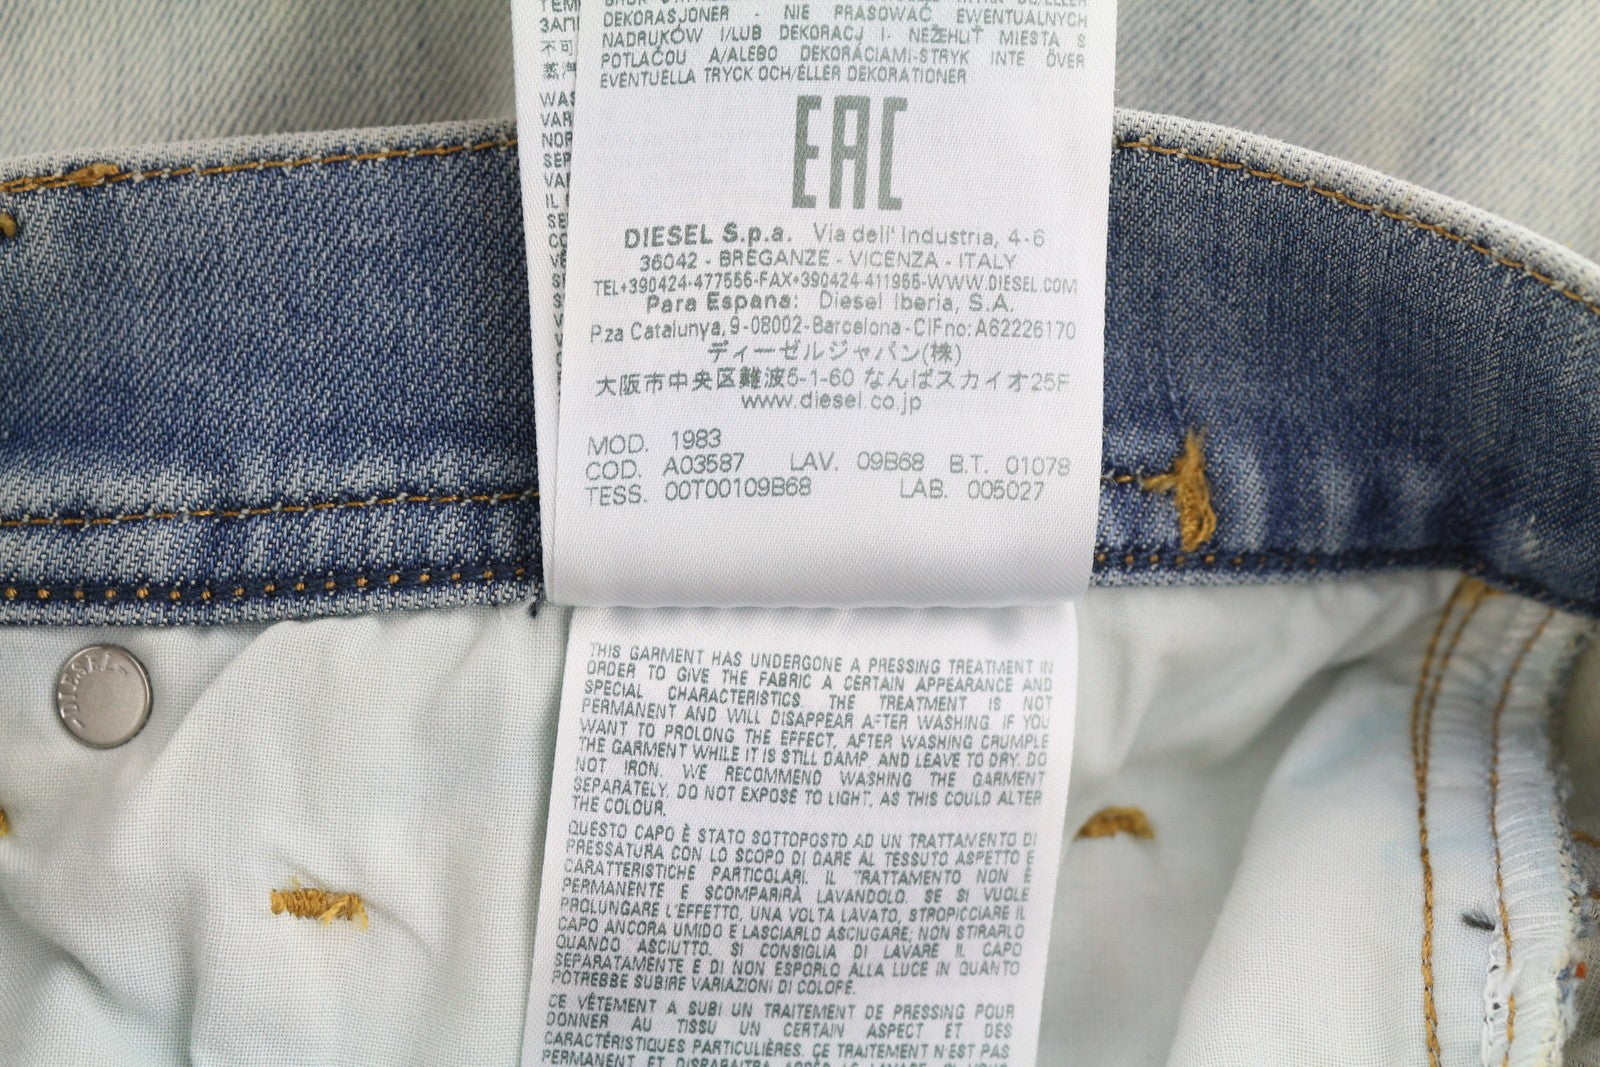 DEKORASJONER - NIE PRASOWAĆ EWENTUALNYCH
NADRUKÓW I/LUB DEKORACJ I- NEŽEHLIŤ MIESTA S
POTLAČOU A/ALEBO DEKORÁCIAMI-STRYK INTE ÖVER
EVENTUELLA TRYCK OCH/ELLER DEKORATIONER
EAC
DIESEL S.p.a. Via dell' Industria, 4-6
36042 - BREGANZE - VICENZA - ITALY
TEL+390424-477555-FAX+390424-411955-WWW.DIESEL.COM
Para Espana: Diesel Iberia, S.A.
P.za Catalunya, 9-08002-Barcelona-CIFno: A62226170
ディーゼルジャパン(株)
大阪市中央区難波5-1-60 なんばスカイオ25F
www.diesel.co.jp
MOD. 1983
COD. A03587 LAV. 09B68 B.T. 01078
TESS. 00T00109B68 LAB. 005027
DIESEL
THIS GARMENT HAS UNDERGONE A PRESSING TREATMENT IN
ORDER TO GIVE THE FABRIC A CERTAIN APPEARANCE AND
SPECIAL CHARACTERISTICS. THE TREATMENT IS NOT
PERMANENT AND WILL DISAPPEAR AFTER WASHING. IF YOU
WANT TO PROLONG THE EFFECT, AFTER WASHING CRUMPLE
THE GARMENT WHILE IT IS STILL DAMP AND LEAVE TO DRY. DO
NOT IRON. WE RECOMMEND WASHING THE GARMENT
SEPARATELY. DO NOT EXPOSE TO LIGHT, AS THIS COULD ALTER
THE COLOUR.
QUESTO CAPO È STATO SOTTOPOSTO AD UN TRATTAMENTO DI
PRESSATURA CON LO SCOPO DI DARE AL TESSUTO ASPETTO E
CARATTERISTICHE PARTICOLARI. IL TRATTAMENTO NON È
PERMANENTE E SCOMPARIRÀ LAVANDOLO. SE SI VUOLE
PROLUNGARE L'EFFETTO, UNA VOLTA LAVATO, STROPICCIARE IL
CAPO ANCORA UMIDO E LASCIARLO ASCIUGARE; NON STIRARLO
QUANDO ASCIUTTO. SI CONSIGLIA DI LAVARE IL CAPO
SEPARATAMENTE E DI NON ESPORLO ALLA LUCE IN QUANTO
POTREBBE SUBIRE VARIAZIONI DI COLORE.
CE VÊTEMENT A SUBI UN TRAITEMENT DE PRESSING POUR
DONNER AU TISSU UN CERTAIN ASPECT ET DES
CARACTÉRISTIQUES PARTICULIÈRES. CE TRAITEMENT N'EST PAS
PERMANENT ET DISPARAÎTRA APRÈS LE LAVAGE. SI VOUS